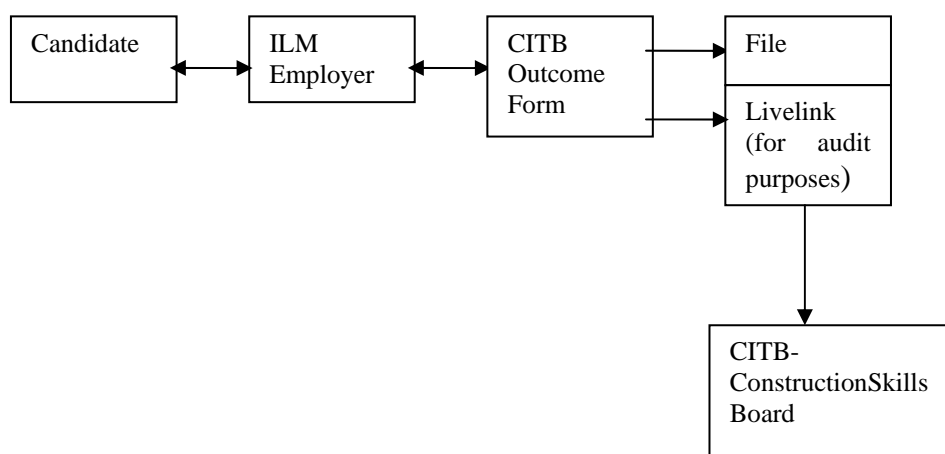 Candidate
ILM
Employer
CITB
Outcome
Form
File
Livelink
(for audit
purposes)
CITB-
ConstructionSkills
Board